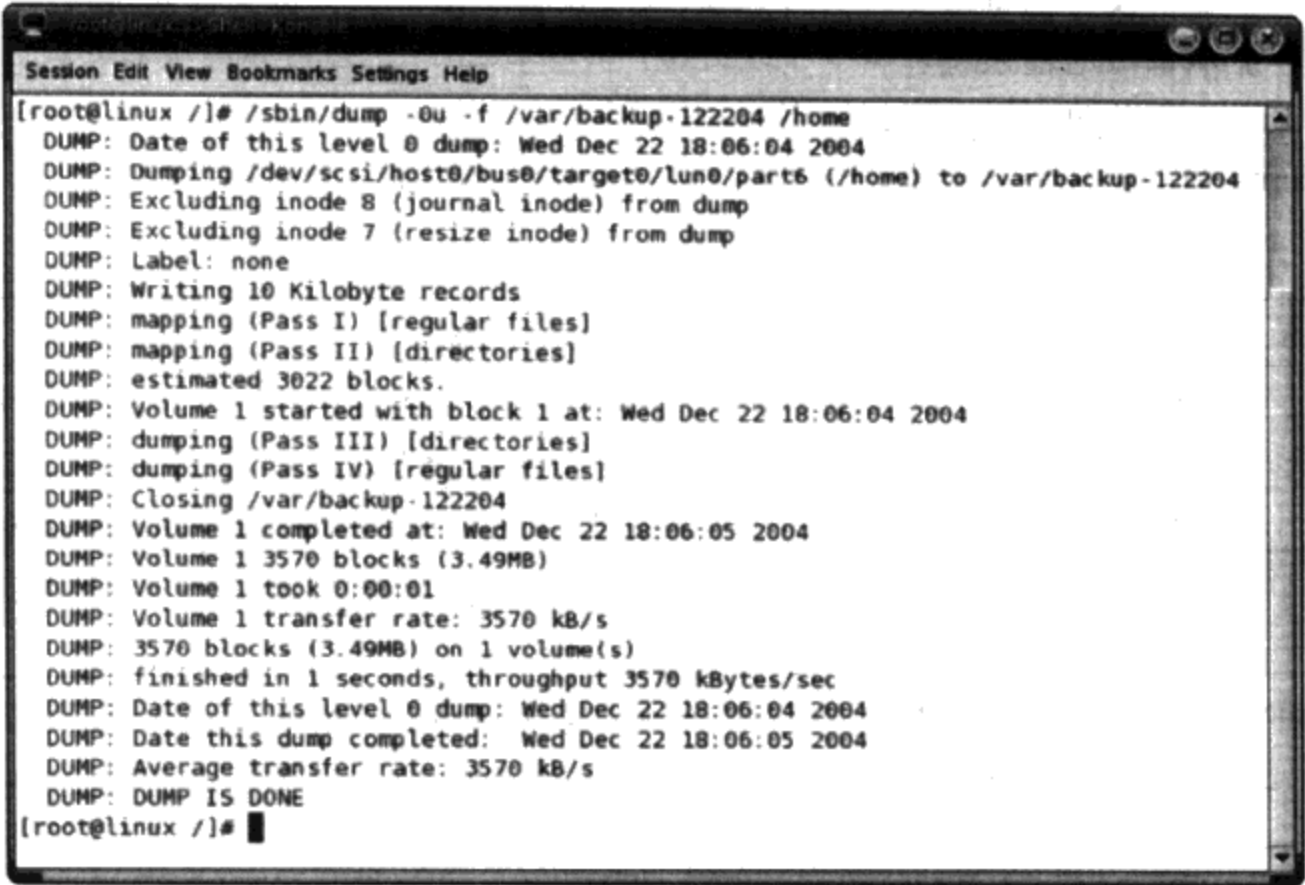 Session Edit View Bookmarks Settings Help
[root@linux /]# /sbin/dump -0u -f /var/backup-122204 /home
DUMP: Date of this level 0 dump: Wed Dec 22 18:06:04 2004
DUMP: Dumping /dev/scsi/host0/bus0/target0/lun0/part6 (/home) to /var/backup-122204
DUMP: Excluding inode 8 (journal inode) from dump
DUMP: Excluding inode 7 (resize inode) from dump
DUMP: Label: none
DUMP: Writing 10 Kilobyte records
DUMP: mapping (Pass I) [regular files]
DUMP: mapping (Pass II) [directories]
DUMP: estimated 3022 blocks.
DUMP: Volume 1 started with block 1 at: Wed Dec 22 18:06:04 2004
DUMP: dumping (Pass III) [directories]
DUMP: dumping (Pass IV) [regular files]
DUMP: Closing /var/backup-122204
DUMP: Volume 1 completed at: Wed Dec 22 18:06:05 2004
DUMP: Volume 1 3570 blocks (3.49MB)
DUMP: Volume 1 took 0:00:01
DUMP: Volume 1 transfer rate: 3570 kB/s
DUMP: 3570 blocks (3.49MB) on 1 volume(s)
DUMP: finished in 1 seconds, throughput 3570 kBytes/sec
DUMP: Date of this level 0 dump: Wed Dec 22 18:06:04 2004
DUMP: Date this dump completed:  Wed Dec 22 18:06:05 2004
DUMP: Average transfer rate: 3570 kB/s
DUMP: DUMP IS DONE
[root@linux /]#